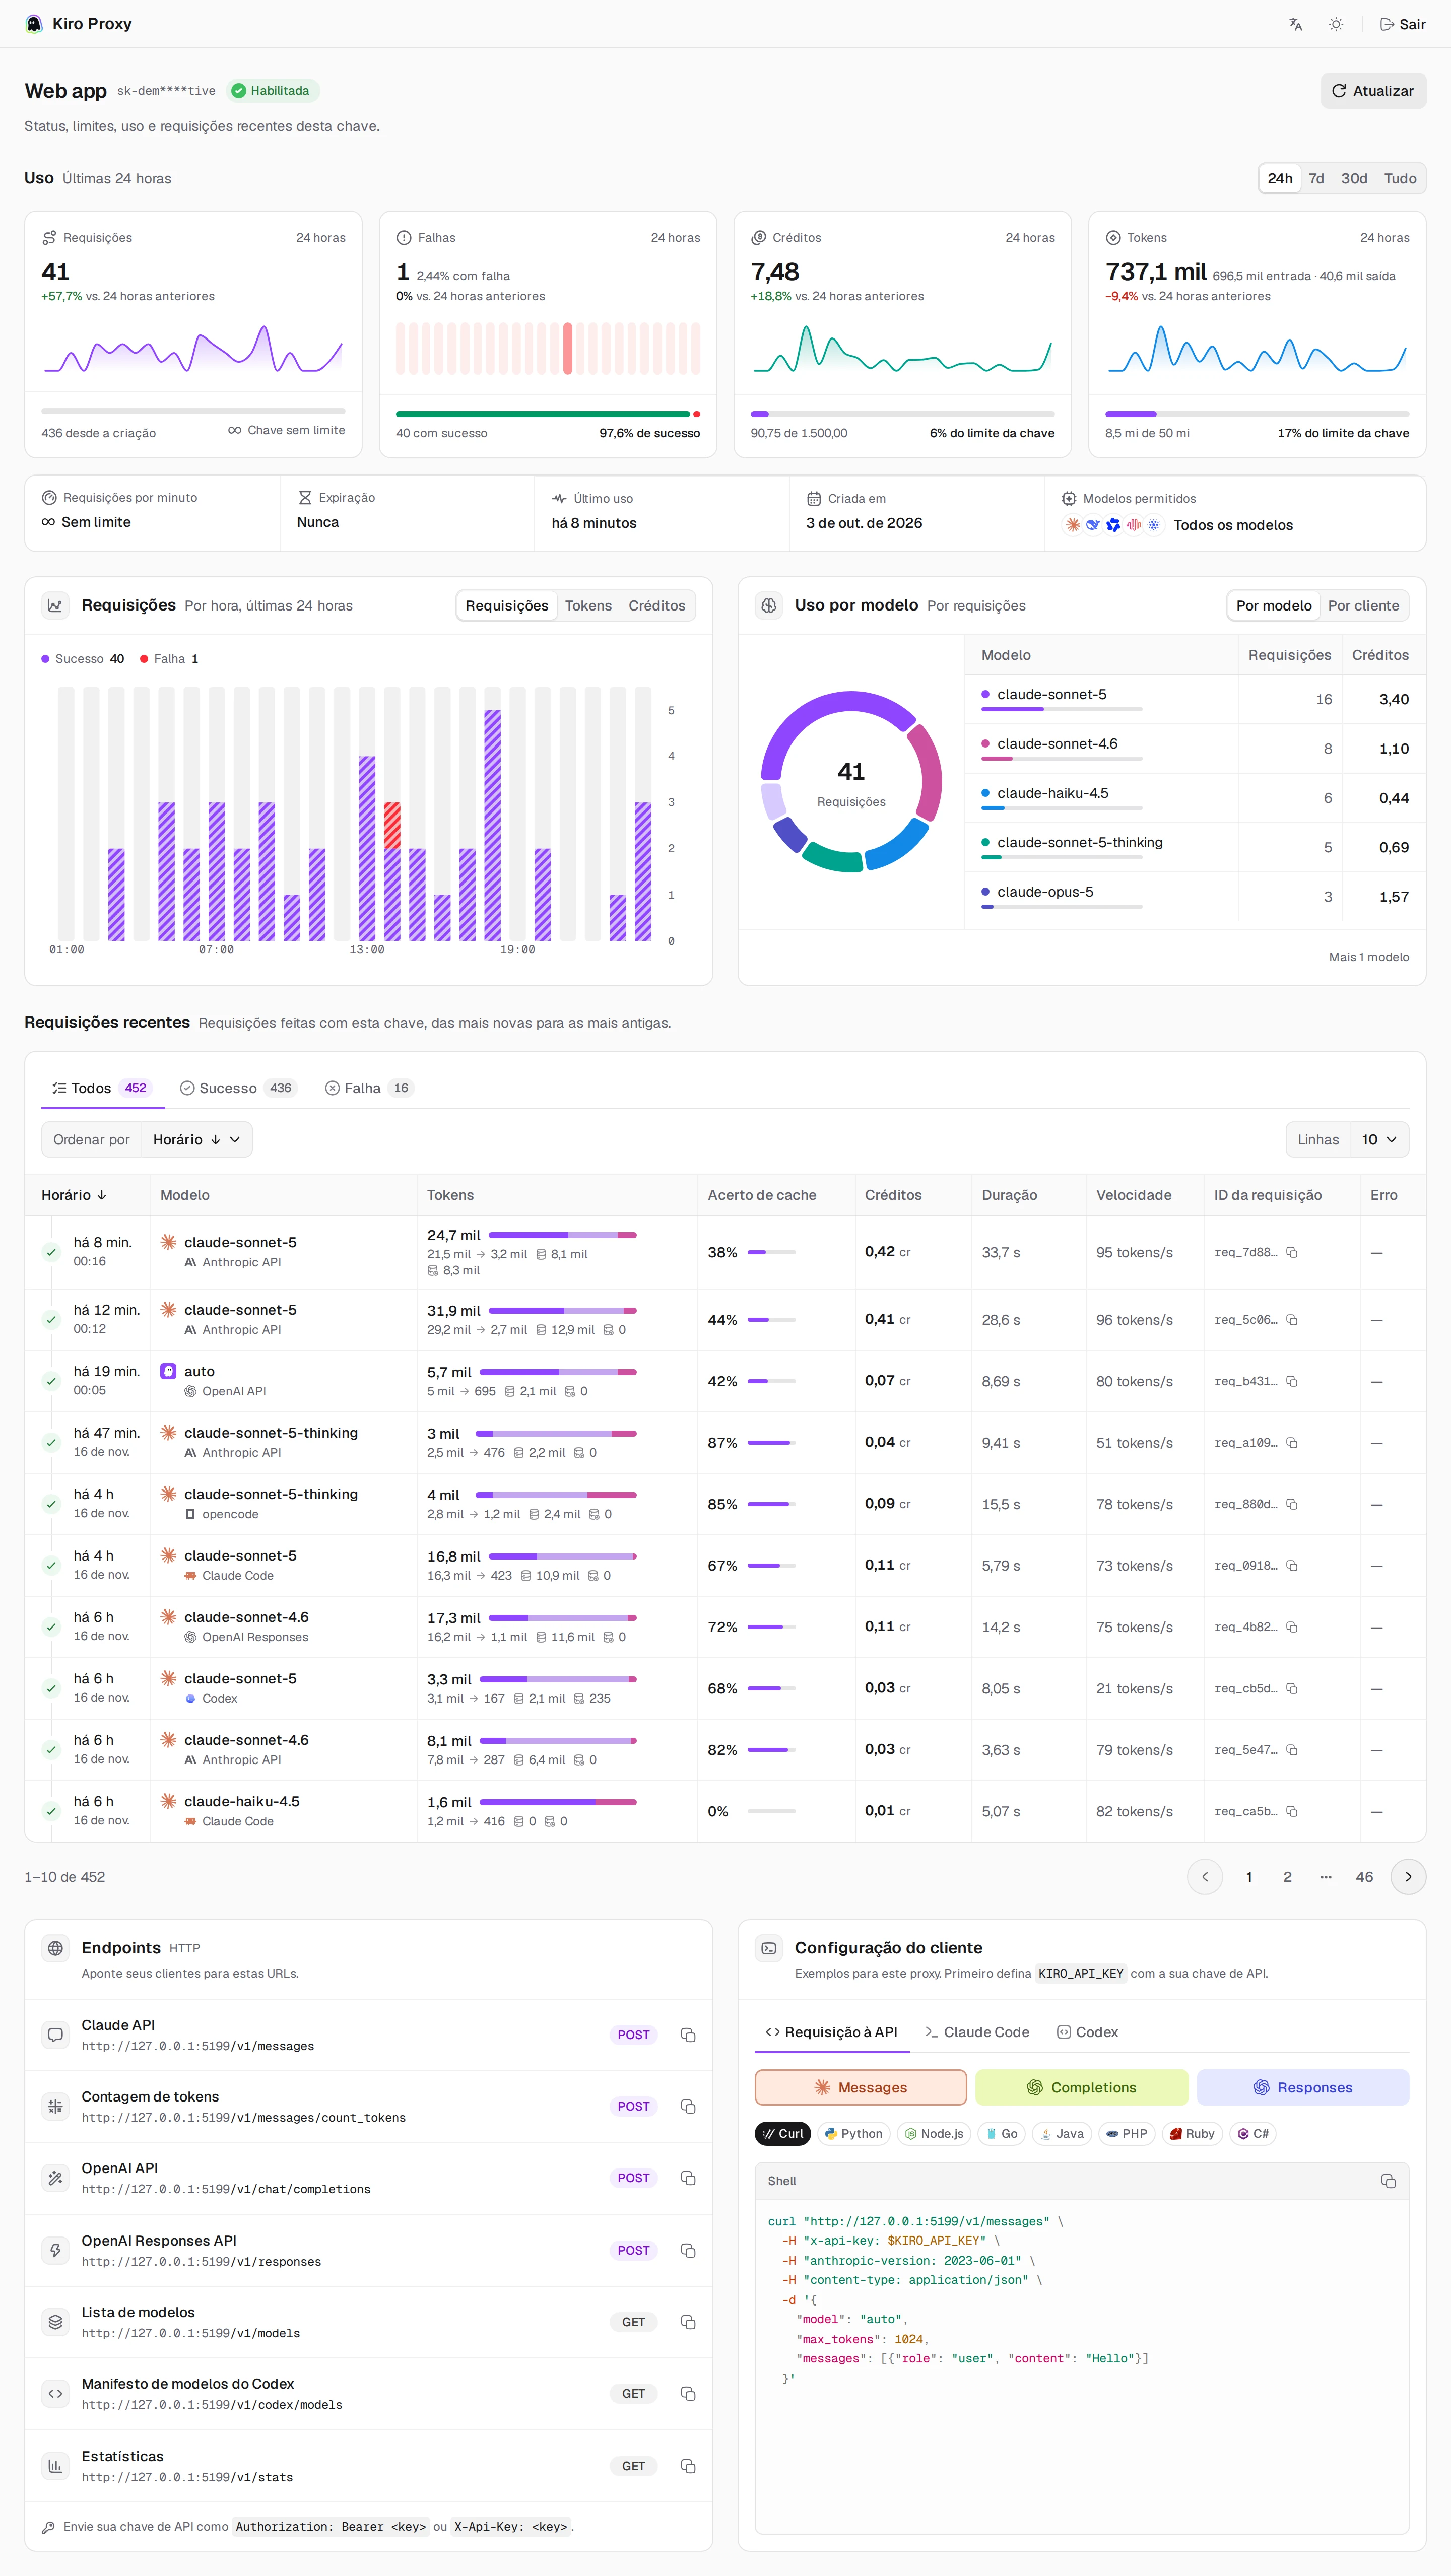 Kiro Proxy
Sair
Web app sk-dem****tive Habilitada
Atualizar
Status, limites, uso e requisições recentes desta chave.
Uso Últimas 24 horas
24h 7d 30d Tudo
Requisições 24 horas
41
+57,7% vs. 24 horas anteriores
436 desde a criação
∞ Chave sem limite
Falhas 24 horas
1 2,44% com falha
0% vs. 24 horas anteriores
40 com sucesso
97,6% de sucesso
Créditos 24 horas
7,48
+18,8% vs. 24 horas anteriores
90,75 de 1.500,00
6% do limite da chave
Tokens 24 horas
737,1 mil 696,5 mil entrada · 40,6 mil saída
−9,4% vs. 24 horas anteriores
8,5 mi de 50 mi
17% do limite da chave
Requisições por minuto
∞ Sem limite
Expiração
Nunca
Último uso
há 8 minutos
Criada em
3 de out. de 2026
Modelos permitidos
Todos os modelos
Requisições Por hora, últimas 24 horas
Requisições Tokens Créditos
Sucesso 40 Falha 1
5
4
3
2
1
0
01:00 07:00 13:00 19:00
Uso por modelo Por requisições
Por modelo Por cliente
41
Requisições
Modelo Requisições Créditos
claude-sonnet-5 16 3,40
claude-sonnet-4.6 8 1,10
claude-haiku-4.5 6 0,44
claude-sonnet-5-thinking 5 0,69
claude-opus-5 3 1,57
Mais 1 modelo
Requisições recentes Requisições feitas com esta chave, das mais novas para as mais antigas.
Todos 452 Sucesso 436 Falha 16
Ordenar por Horário ↓
Linhas 10
Horário ↓ Modelo Tokens Acerto de cache Créditos Duração Velocidade ID da requisição Erro
há 8 min. claude-sonnet-5 24,7 mil 38% 0,42 cr 33,7 s 95 tokens/s req_7d88… —
00:16 Anthropic API 21,5 mil → 3,2 mil 8,1 mil
8,3 mil
há 12 min. claude-sonnet-5 31,9 mil 44% 0,41 cr 28,6 s 96 tokens/s req_5c06… —
00:12 Anthropic API 29,2 mil → 2,7 mil 12,9 mil 0
há 19 min. auto 5,7 mil 42% 0,07 cr 8,69 s 80 tokens/s req_b431… —
00:05 OpenAI API 5 mil → 695 2,1 mil 0
há 47 min. claude-sonnet-5-thinking 3 mil 87% 0,04 cr 9,41 s 51 tokens/s req_a109… —
16 de nov. Anthropic API 2,5 mil → 476 2,2 mil 0
há 4 h claude-sonnet-5-thinking 4 mil 85% 0,09 cr 15,5 s 78 tokens/s req_880d… —
16 de nov. opencode 2,8 mil → 1,2 mil 2,4 mil 0
há 4 h claude-sonnet-5 16,8 mil 67% 0,11 cr 5,79 s 73 tokens/s req_0918… —
16 de nov. Claude Code 16,3 mil → 423 10,9 mil 0
há 6 h claude-sonnet-4.6 17,3 mil 72% 0,11 cr 14,2 s 75 tokens/s req_4b82… —
16 de nov. OpenAI Responses 16,2 mil → 1,1 mil 11,6 mil 0
há 6 h claude-sonnet-5 3,3 mil 68% 0,03 cr 8,05 s 21 tokens/s req_cb5d… —
16 de nov. Codex 3,1 mil → 167 2,1 mil 235
há 6 h claude-sonnet-4.6 8,1 mil 82% 0,03 cr 3,63 s 79 tokens/s req_5e47… —
16 de nov. Anthropic API 7,8 mil → 287 6,4 mil 0
há 6 h claude-haiku-4.5 1,6 mil 0% 0,01 cr 5,07 s 82 tokens/s req_ca5b… —
16 de nov. Claude Code 1,2 mil → 416 0 0
1–10 de 452
1 2 ··· 46
Endpoints HTTP
Aponte seus clientes para estas URLs.
Claude API
http://127.0.0.1:5199/v1/messages
POST
Contagem de tokens
http://127.0.0.1:5199/v1/messages/count_tokens
POST
OpenAI API
http://127.0.0.1:5199/v1/chat/completions
POST
OpenAI Responses API
http://127.0.0.1:5199/v1/responses
POST
Lista de modelos
http://127.0.0.1:5199/v1/models
GET
Manifesto de modelos do Codex
http://127.0.0.1:5199/v1/codex/models
GET
Estatísticas
http://127.0.0.1:5199/v1/stats
GET
Envie sua chave de API como Authorization: Bearer <key> ou X-Api-Key: <key>.
Configuração do cliente
Exemplos para este proxy. Primeiro defina KIRO_API_KEY com a sua chave de API.
Requisição à API Claude Code Codex
Messages Completions Responses
Curl Python Node.js Go Java PHP Ruby C#
Shell
curl "http://127.0.0.1:5199/v1/messages" \
-H "x-api-key: $KIRO_API_KEY" \
-H "anthropic-version: 2023-06-01" \
-H "content-type: application/json" \
-d '{
"model": "auto",
"max_tokens": 1024,
"messages": [{"role": "user", "content": "Hello"}]
}'